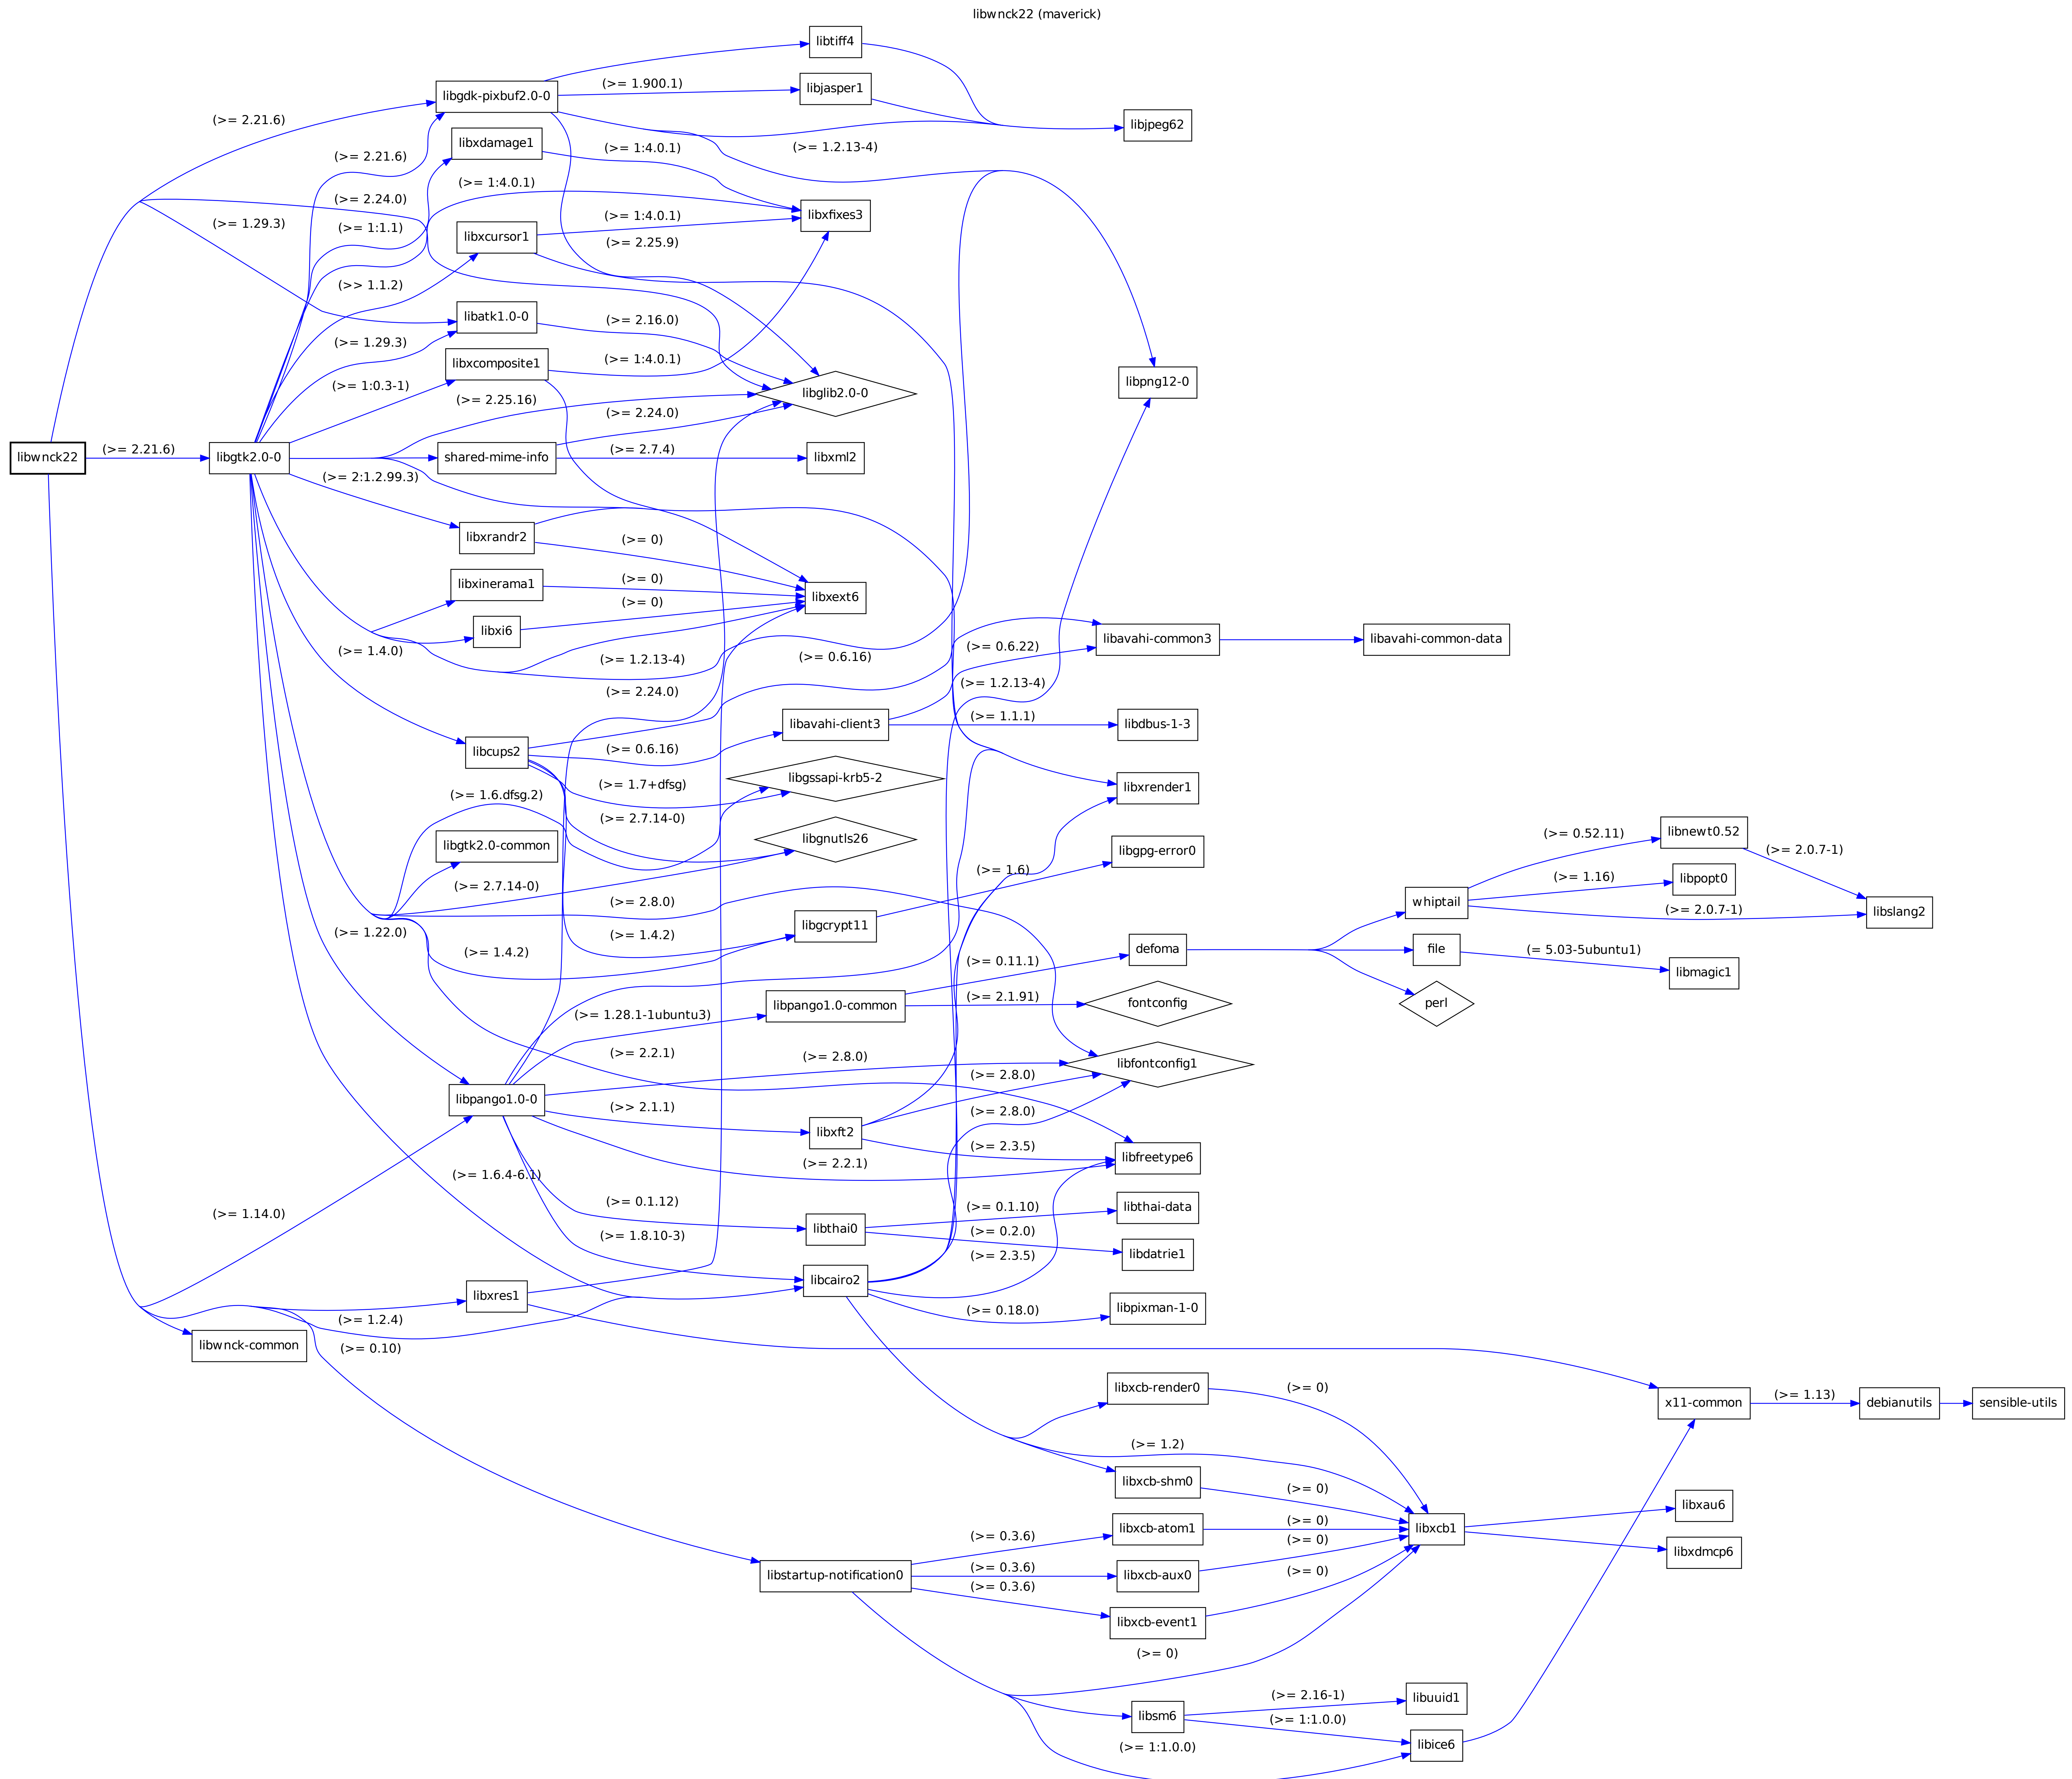 libwnck22 (maverick)
libtiff4
libgdk-pixbuf2.0-0
(>= 1.900.1)
libjasper1
(>= 2.21.6)
libjpeg62
libxdamage1
(>= 1:4.0.1)
(>= 1.2.13-4)
(>= 2.21.6)
(>= 1:4.0.1)
(>= 2.24.0)
(>= 1.29.3)
(>= 1:1.1)
libxcursor1
(>= 1:4.0.1)
libxfixes3
(>= 2.25.9)
(>> 1.1.2)
libatk1.0-0
(>= 2.16.0)
(>= 1.29.3)
libxcomposite1
(>= 1:4.0.1)
(>= 1:0.3-1)
libpng12-0
(>= 2.25.16)
(>= 2.24.0)
libglib2.0-0
libwnck22
(>= 2.21.6)
libgtk2.0-0
shared-mime-info
(>= 2.7.4)
libxml2
(>= 2:1.2.99.3)
libxrandr2
(>= 0)
libxinerama1
(>= 0)
libxext6
libxi6
(>= 0)
(>= 1.4.0)
(>= 1.2.13-4)
(>= 0.6.16)
(>= 0.6.22)
libavahi-common3
libavahi-common-data
(>= 2.24.0)
(>= 1.2.13-4)
libcups2
(>= 0.6.16)
libavahi-client3
(>= 1.1.1)
libdbus-1-3
(>= 1.7+dfsg)
libgssapi-krb5-2
libxrender1
(>= 1.6.dfsg.2)
(>= 2.7.14-0)
libgnutls26
libgtk2.0-common
libgpg-error0
(>= 1.6)
(>= 0.52.11)
libnewt0.52
(>= 2.0.7-1)
(>= 2.7.14-0)
(>= 2.8.0)
whiptail
(>= 1.16)
libpopt0
(>= 2.0.7-1)
libslang2
(>= 1.22.0)
(>= 1.4.2)
(>= 1.4.2)
libgcrypt11
(>= 0.11.1)
defoma
file
(= 5.03-5ubuntu1)
libmagic1
(>= 1.28.1-1ubuntu3)
libpango1.0-common
(>= 2.1.91)
fontconfig
perl
(>= 2.2.1)
(>= 2.8.0)
(>= 2.8.0)
libfontconfig1
libpango1.0-0
(>> 2.1.1)
libxft2
(>= 2.8.0)
(>= 2.3.5)
(>= 2.2.1)
libfreetype6
(>= 1.6.4-6.1)
(>= 1.14.0)
(>= 0.1.12)
libthai0
(>= 0.1.10)
libthai-data
(>= 0.2.0)
(>= 1.8.10-3)
(>= 2.3.5)
libdatrie1
libxres1
libcairo2
(>= 0.18.0)
libpixman-1-0
(>= 1.2.4)
libwnck-common
(>= 0.10)
libxcb-render0
(>= 0)
x11-common
(>= 1.13)
debianutils
sensible-utils
(>= 1.2)
libxcb-shm0
(>= 0)
libxau6
libxcb-atom1
(>= 0)
libxcb1
(>= 0)
libxdmcp6
libstartup-notification0
(>= 0.3.6)
(>= 0.3.6)
libxcb-aux0
(>= 0)
(>= 0.3.6)
libxcb-event1
(>= 0)
libsm6
(>= 2.16-1)
libuuid1
(>= 1:1.0.0)
(>= 1:1.0.0)
libice6